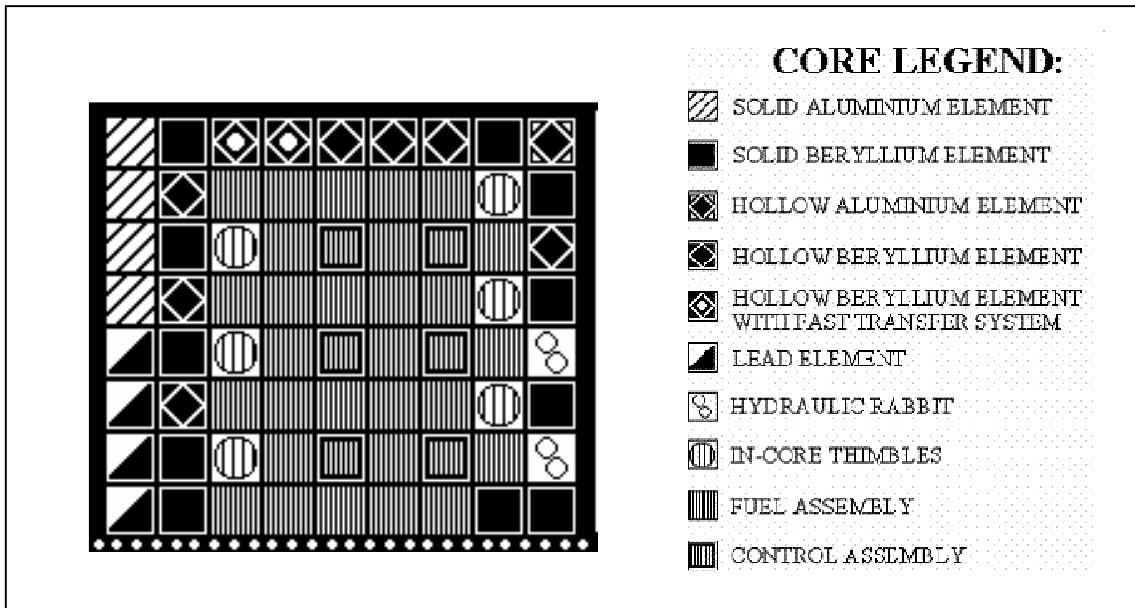 CORE LEGEND:
SOLID ALUMINIUM ELEMENT
SOLID BERYLLIUM ELEMENT
HOLLOW ALUMINIUM ELEMENT
HOLLOW BERYLLIUM ELEMENT
HOLLOW BERYLLIUM ELEMENT
WITH FAST TRANSFER SYSTEM
LEAD ELEMENT
HYDRAULIC RABBIT
IN-CORE THIMBLES
FUEL ASSEMBLY
CONTROL ASSEMBLY